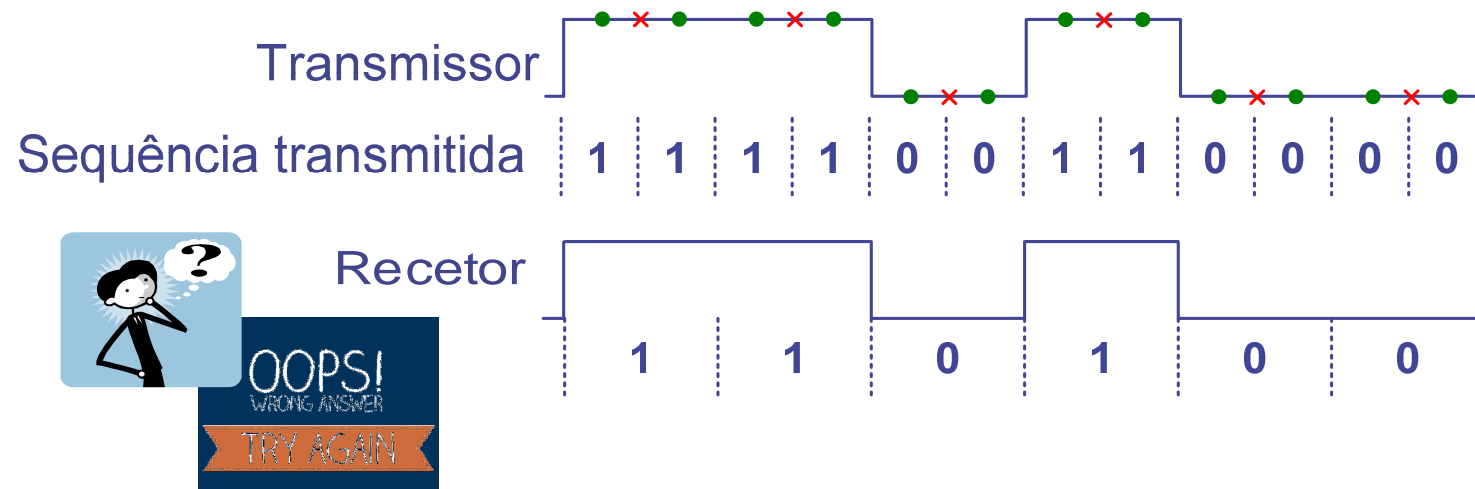 Transmissor
Sequência transmitida 1 1 1 1 0 0 1 1 0 0 0 0
?
Recetor
1 1 0 1 0 0
OOPS!
WRONG ANSWER
TRY AGAIN